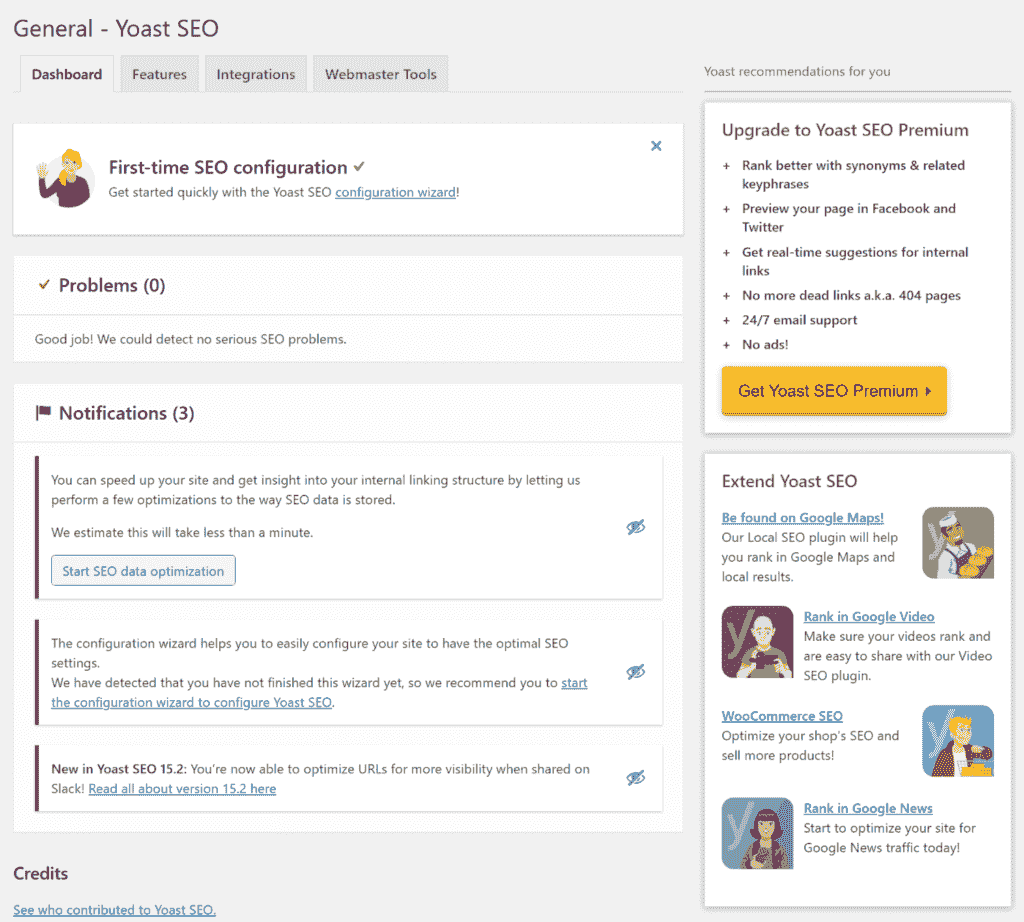 General - Yoast SEO
Dashboard
Features
Integrations
Webmaster Tools
First-time SEO configuration
Get started quickly with the Yoast SEO configuration wizard!
Problems (0)
Good job! We could detect no serious SEO problems.
Notifications (3)
You can speed up your site and get insight into your internal linking structure by letting us
perform a few optimizations to the way SEO data is stored.
We estimate this will take less than a minute.
Start SEO data optimization
The configuration wizard helps you to easily configure your site to have the optimal SEO
settings.
We have detected that you have not finished this wizard yet, so we recommend you to start
the configuration wizard to configure Yoast SEO.
New in Yoast SEO 15.2: You're now able to optimize URLs for more visibility when shared on
Slack! Read all about version 15.2 here
Credits
See who contributed to Yoast SEO.
Yoast recommendations for you
Upgrade to Yoast SEO Premium
+ Rank better with synonyms & related
keyphrases
+ Preview your page in Facebook and
Twitter
+ Get real-time suggestions for internal
links
+ No more dead links a.k.a. 404 pages
+ 24/7 email support
+ No ads!
Get Yoast SEO Premium
Extend Yoast SEO
Be found on Google Maps!
Our Local SEO plugin will help
you rank in Google Maps and
local results.
y
Rank in Google Video
Make sure your videos rank and
are easy to share with our Video
SEO plugin.
y
WooCommerce SEO
Optimize your shop's SEO and
sell more products!
y
Rank in Google News
Start to optimize your site for
Google News traffic today!
y